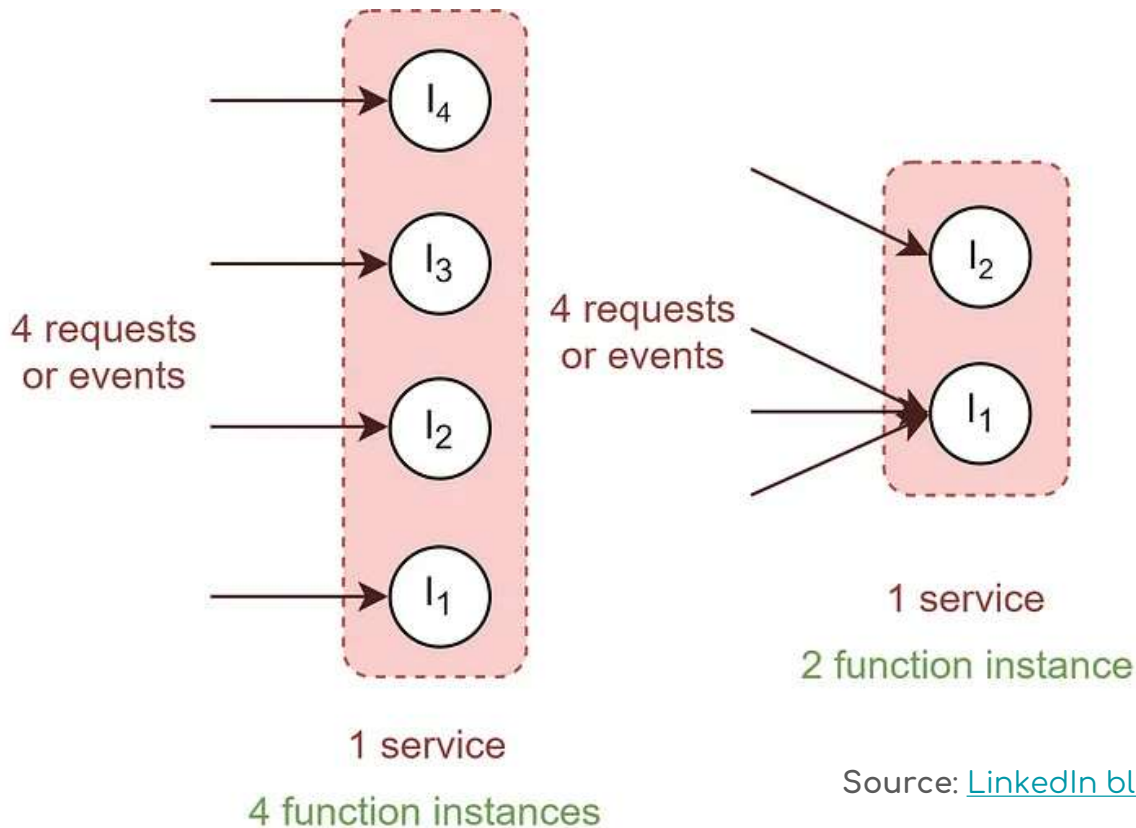 I4
I3
4 requests
or events
I2
I1
1 service
4 function instances
4 requests
or events
I2
I1
1 service
2 function instance
Source: LinkedIn bl